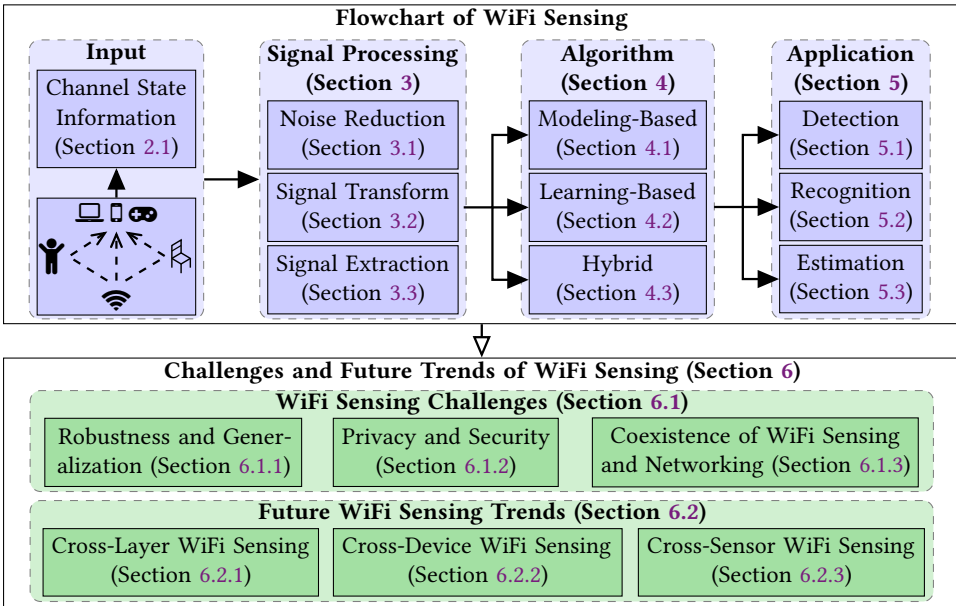 Flowchart of WiFi Sensing
Input
Channel State
Information
(Section 2.1)
Signal Processing
(Section 3)
Noise Reduction
(Section 3.1)
Signal Transform
(Section 3.2)
Signal Extraction
(Section 3.3)
Algorithm
(Section 4)
Modeling-Based
(Section 4.1)
Learning-Based
(Section 4.2)
Hybrid
(Section 4.3)
Application
(Section 5)
Detection
(Section 5.1)
Recognition
(Section 5.2)
Estimation
(Section 5.3)
Challenges and Future Trends of WiFi Sensing (Section 6)
WiFi Sensing Challenges (Section 6.1)
Robustness and Gener-
alization (Section 6.1.1)
Privacy and Security
(Section 6.1.2)
Coexistence of WiFi Sensing
and Networking (Section 6.1.3)
Future WiFi Sensing Trends (Section 6.2)
Cross-Layer WiFi Sensing
(Section 6.2.1)
Cross-Device WiFi Sensing
(Section 6.2.2)
Cross-Sensor WiFi Sensing
(Section 6.2.3)